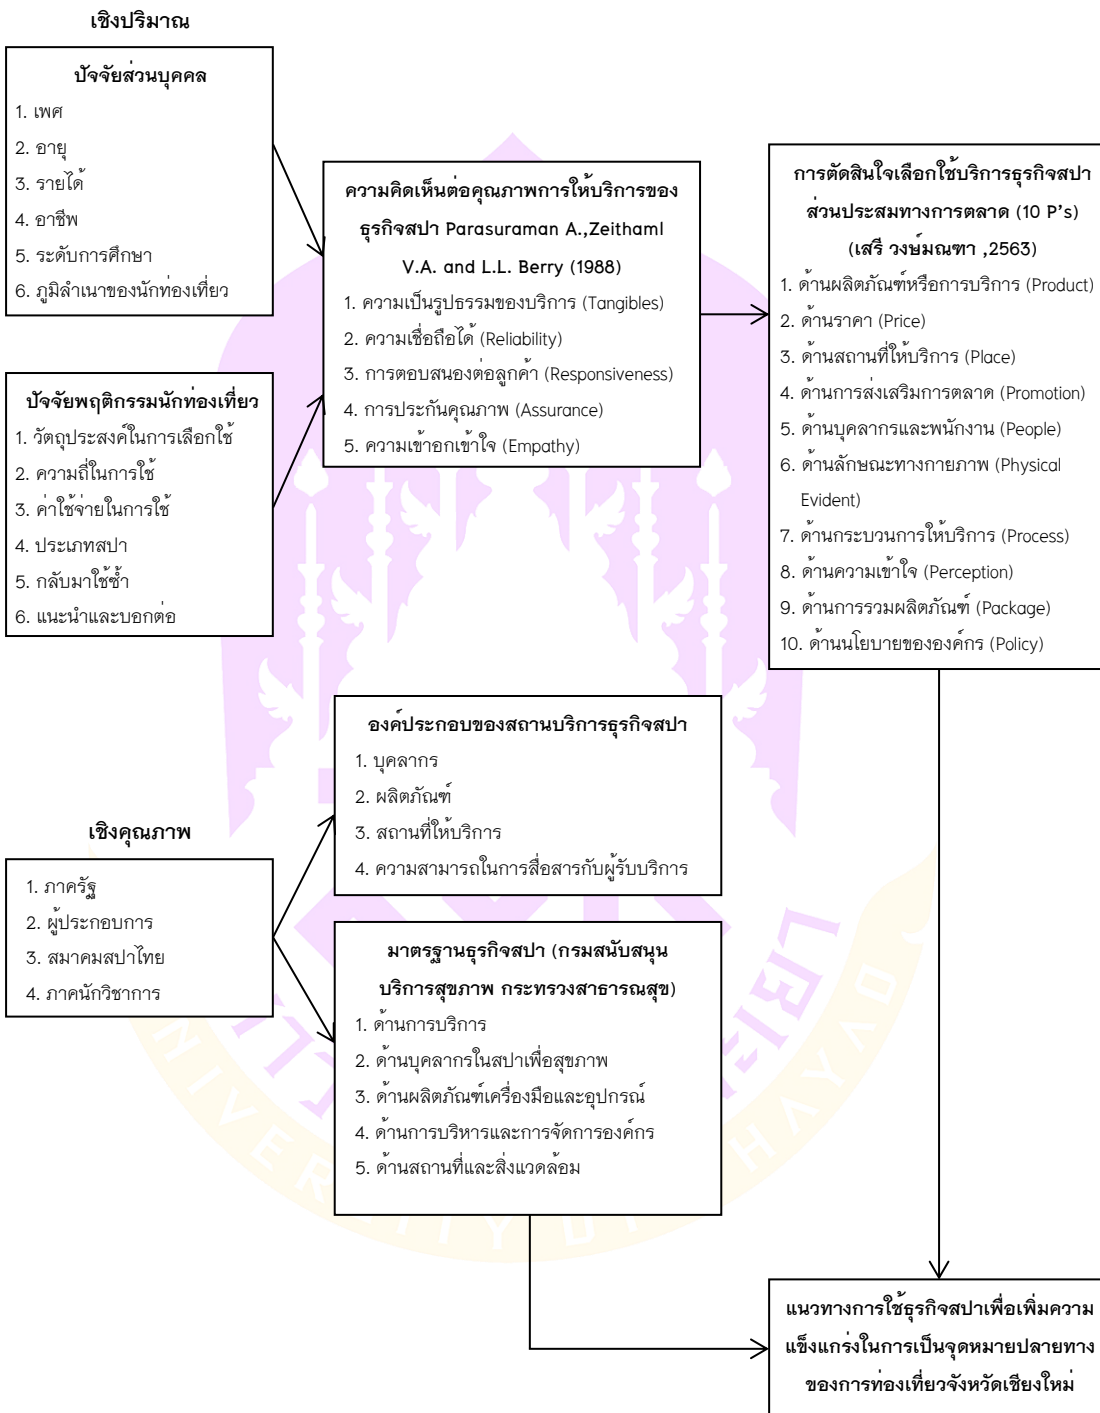 เชิงปริมาณ
ปัจจัยส่วนบุคคล
1. เพศ
2. อายุ
3. รายได้
4. อาชีพ
5. ระดับการศึกษา
6. ภูมิลำเนาของนักท่องเที่ยว
ปัจจัยพฤติกรรมนักท่องเที่ยว
1. วัตถุประสงค์ในการเลือกใช้
2. ความถี่ในการใช้
3. ค่าใช้จ่ายในการใช้
4. ประเภทสปา
5. กลับมาใช้ซ้ำ
6. แนะนำและบอกต่อ
ความคิดเห็นต่อคุณภาพการให้บริการของ
ธุรกิจสปา Parasuraman A.,Zeithaml
V.A. and L.L. Berry (1988)
1. ความเป็นรูปธรรมของบริการ (Tangibles)
2. ความเชื่อถือได้ (Reliability)
3. การตอบสนองต่อลูกค้า (Responsiveness)
4. การประกันคุณภาพ (Assurance)
5. ความเข้าอกเข้าใจ (Empathy)
การตัดสินใจเลือกใช้บริการธุรกิจสปา
ส่วนประสมทางการตลาด (10 P's)
(เสรี วงษ์มณฑา ,2563)
1. ด้านผลิตภัณฑ์หรือการบริการ (Product)
2. ด้านราคา (Price)
3. ด้านสถานที่ให้บริการ (Place)
4. ด้านการส่งเสริมการตลาด (Promotion)
5. ด้านบุคลากรและพนักงาน (People)
6. ด้านลักษณะทางกายภาพ (Physical
Evident)
7. ด้านกระบวนการให้บริการ (Process)
8. ด้านความเข้าใจ (Perception)
9. ด้านการรวมผลิตภัณฑ์ (Package)
10. ด้านนโยบายขององค์กร (Policy)
เชิงคุณภาพ
1. ภาครัฐ
2. ผู้ประกอบการ
3. สมาคมสปาไทย
4. ภาคนักวิชาการ
องค์ประกอบของสถานบริการธุรกิจสปา
1. บุคลากร
2. ผลิตภัณฑ์
3. สถานที่ให้บริการ
4. ความสามารถในการสื่อสารกับผู้รับบริการ
มาตรฐานธุรกิจสปา (กรมสนับสนุน
บริการสุขภาพ กระทรวงสาธารณสุข)
1. ด้านการบริการ
2. ด้านบุคลากรในสปาเพื่อสุขภาพ
3. ด้านผลิตภัณฑ์เครื่องมือและอุปกรณ์
4. ด้านการบริหารและการจัดการองค์กร
5. ด้านสถานที่และสิ่งแวดล้อม
แนวทางการใช้ธุรกิจสปาเพื่อเพิ่มความ
แข็งแกร่งในการเป็นจุดหมายปลายทาง
ของการท่องเที่ยวจังหวัดเชียงใหม่